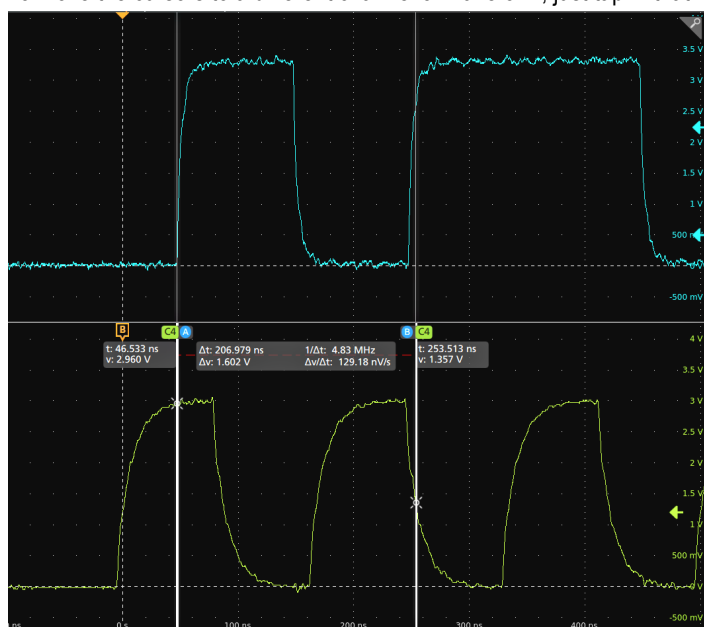 3.5 V
3 V
2.5 V
2 V
1.5 V
1 V
500 m
0 V
-500 mV
B
C4 A
B C4
4 V
t: 46.533 ns
v: 2.960 V
Δt: 206.979 ns 1/Δt: 4.83 MHz
Δv: 1.602 V Δv/Δt: 129.18 nV/s
t: 253.513 ns
v: 1.357 V
3.5 V
3 V
2.5 V
2 V
1.5 V
500 mV
0 V
-500 mV
0 s
100 ns
200 ns
300 ns
400 ns